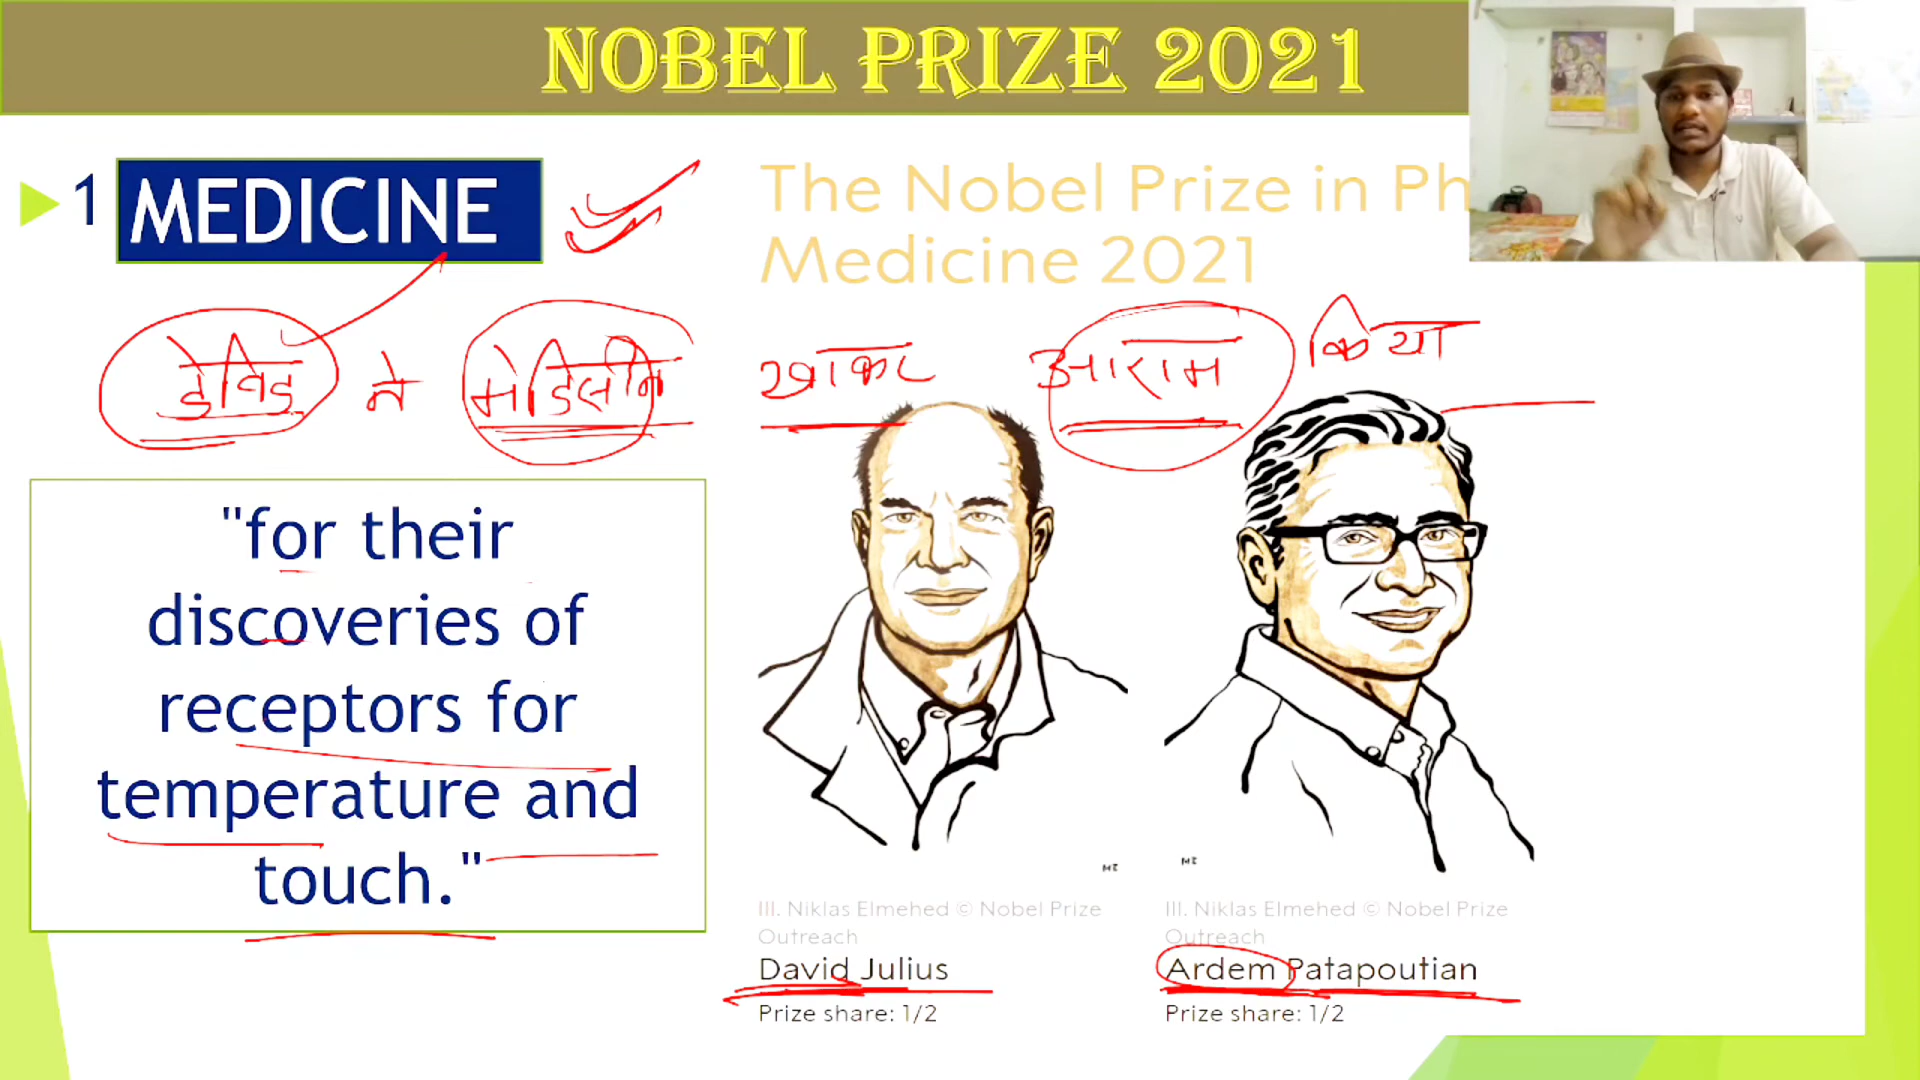 NOBEL PRIZE 2021
1 MEDICINE
The Nobel Prize in Ph
Medicine 2021
डेविड ने मेडिसीन खाकर आराम किया
"for their
discoveries of
receptors for
temperature and
touch."
III. Niklas Elmehed © Nobel Prize
Outreach
David Julius
Prize share: 1/2
III. Niklas Elmehed © Nobel Prize
Outreach
Ardem Patapoutian
Prize share: 1/2